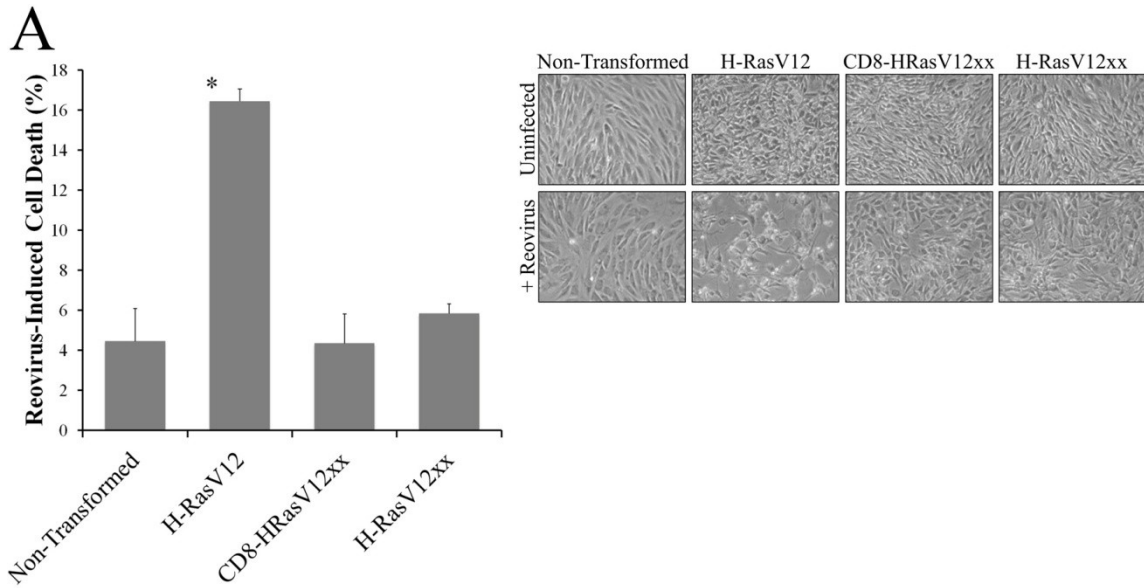 A
Reovirus-Induced Cell Death (%)
18
16
14
12
10
8
6
4
2
0
*
Non-Transformed
H-RasV12
CD8-HRasV12xx
H-RasV12xx
Non-Transformed H-RasV12 CD8-HRasV12xx H-RasV12xx
Uninfected
+ Reovirus